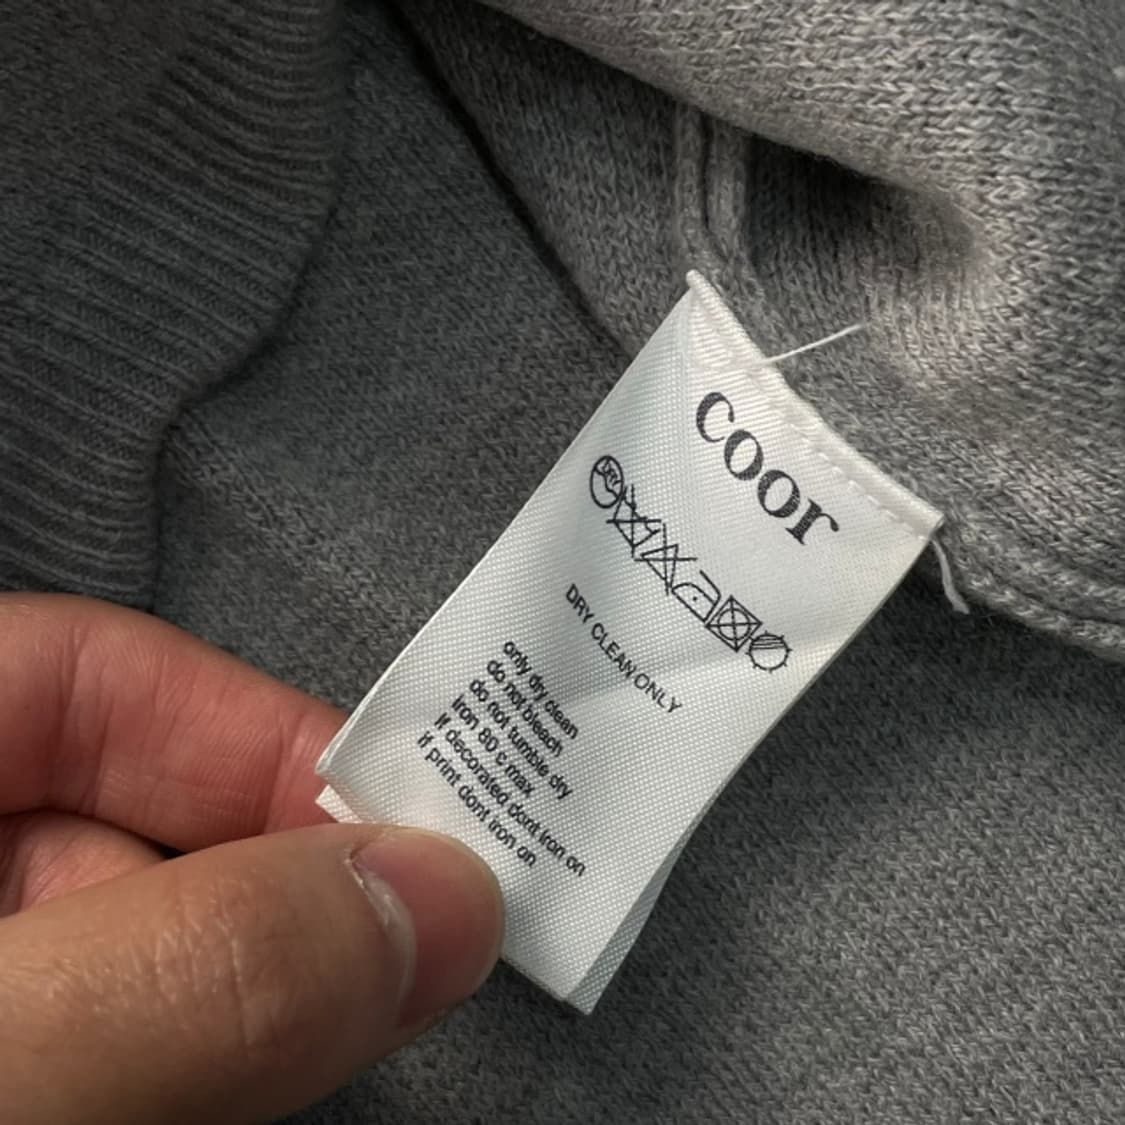 coor
DRY
DRY CLEAN ONLY
only dry clean
do not bleach
do not tumble dry
Iron 80 c max
if decorated dont iron on
if print dont iron on